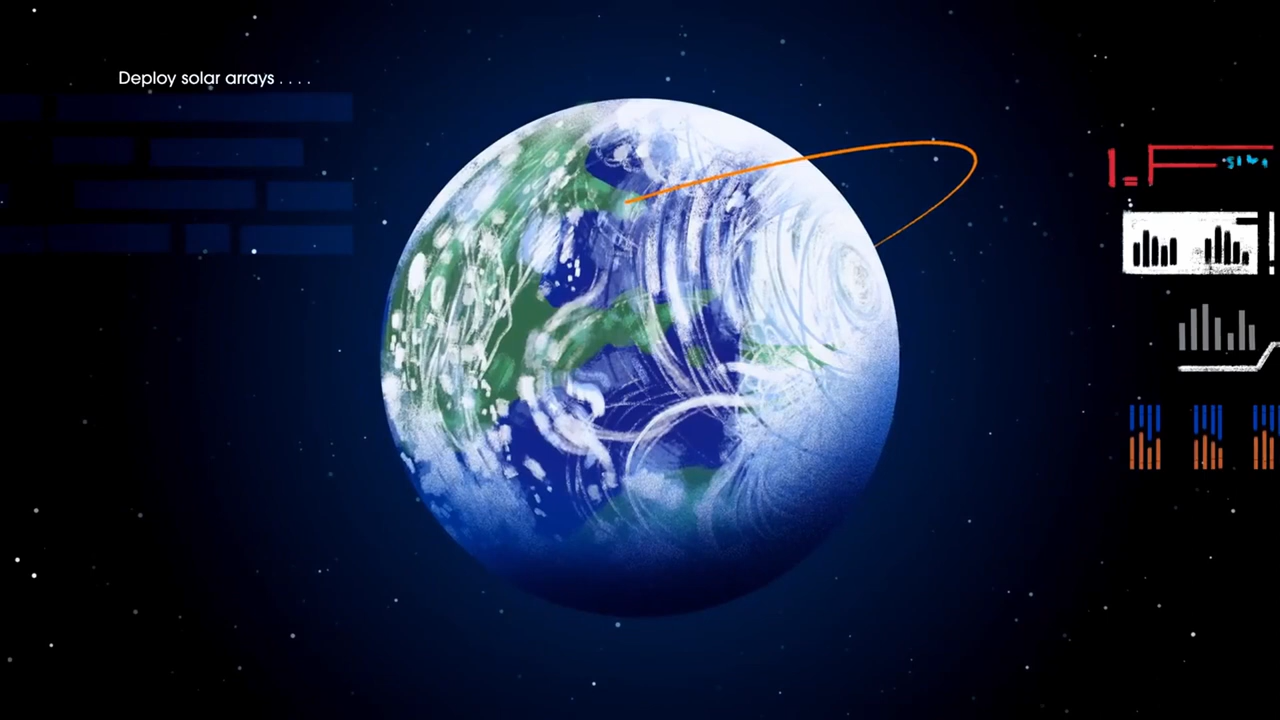 Deploy solar arrays . . . .